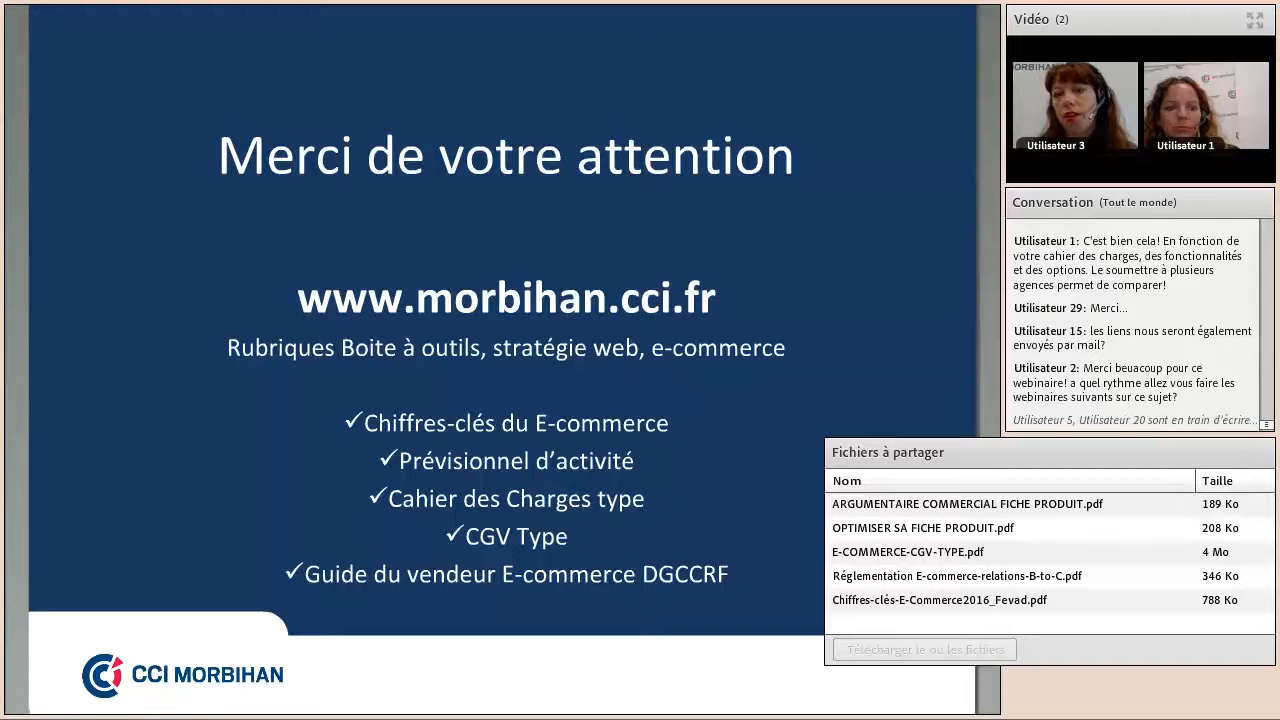 Merci de votre attention
www.morbihan.cci.fr
Rubriques Boite à outils, stratégie web, e-commerce
✓Chiffres-clés du E-commerce
✓Prévisionnel d’activité
✓Cahier des Charges type
✓CGV Type
✓Guide du vendeur E-commerce DGCCRF
CCI MORBIHAN
Vidéo (2)
ORBIHAN
Utilisateur 3
Utilisateur 1
Conversation (Tout le monde)
Utilisateur 1: C'est bien cela! En fonction de
votre cahier des charges, des fonctionnalités
et des options. Le soumettre à plusieurs
agences permet de comparer!
Utilisateur 29: Merci...
Utilisateur 15: les liens nous seront également
envoyés par mail?
Utilisateur 2: Merci beuacoup pour ce
webinaire! a quel rythme allez vous faire les
webinaires suivants sur ce sujet?
Utilisateur 5, Utilisateur 20 sont en train d'écrire...
Fichiers à partager
Nom Taille
ARGUMENTAIRE COMMERCIAL FICHE PRODUIT.pdf 189 Ko
OPTIMISER SA FICHE PRODUIT.pdf 208 Ko
E-COMMERCE-CGV-TYPE.pdf 4 Mo
Réglementation E-commerce-relations-B-to-C.pdf 346 Ko
Chiffres-clés-E-Commerce2016_Fevad.pdf 788 Ko
Télécharger le ou les fichiers